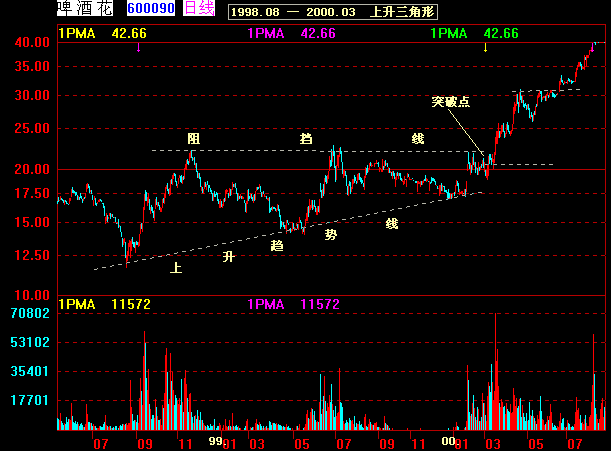 啤酒花 600090 日线 1998.08 — 2000.03 上升三角形
1PMA 42.66 1PMA 42.66 1PMA 42.66
40.00
35.00
30.00
突破点
25.00
阻 挡 线
20.00
17.50
15.00
线
势
趋
升
12.50
上
10.00
1PMA 11572 1PMA 11572
70802
53102
35401
17701
07 09 11 99 01 03 05 07 09 11 00 01 03 05 07